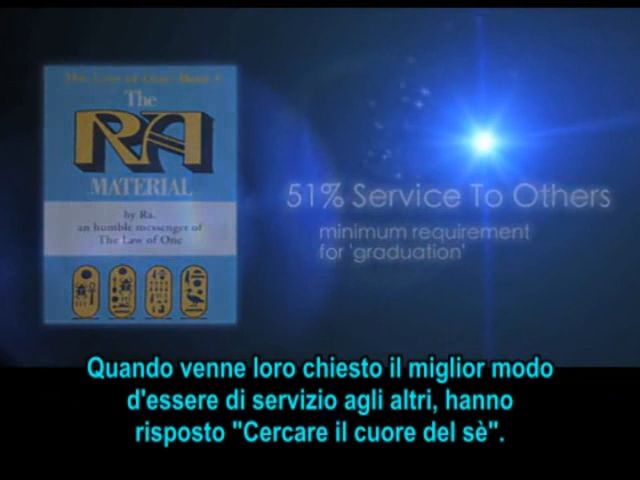 The Law of One: Book I
The
RA
MATERIAL
by Ra,
an humble messenger of
The Law of One
51% Service To Others
minimum requirement
for 'graduation'
Quando venne loro chiesto il miglior modo
d'essere di servizio agli altri, hanno
risposto "Cercare il cuore del sè".